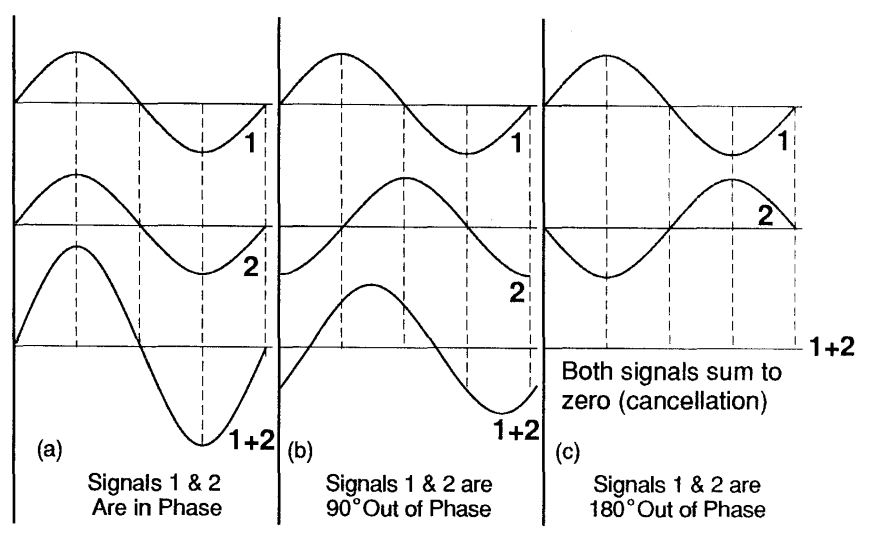 1
1
1
2
2
2
1+2
Both signals sum to
zero (cancellation)
1+2
1+2
(a)
(b)
(c)
Signals 1 & 2
Are in Phase
Signals 1 & 2 are
90°Out of Phase
Signals 1 & 2 are
180°Out of Phase